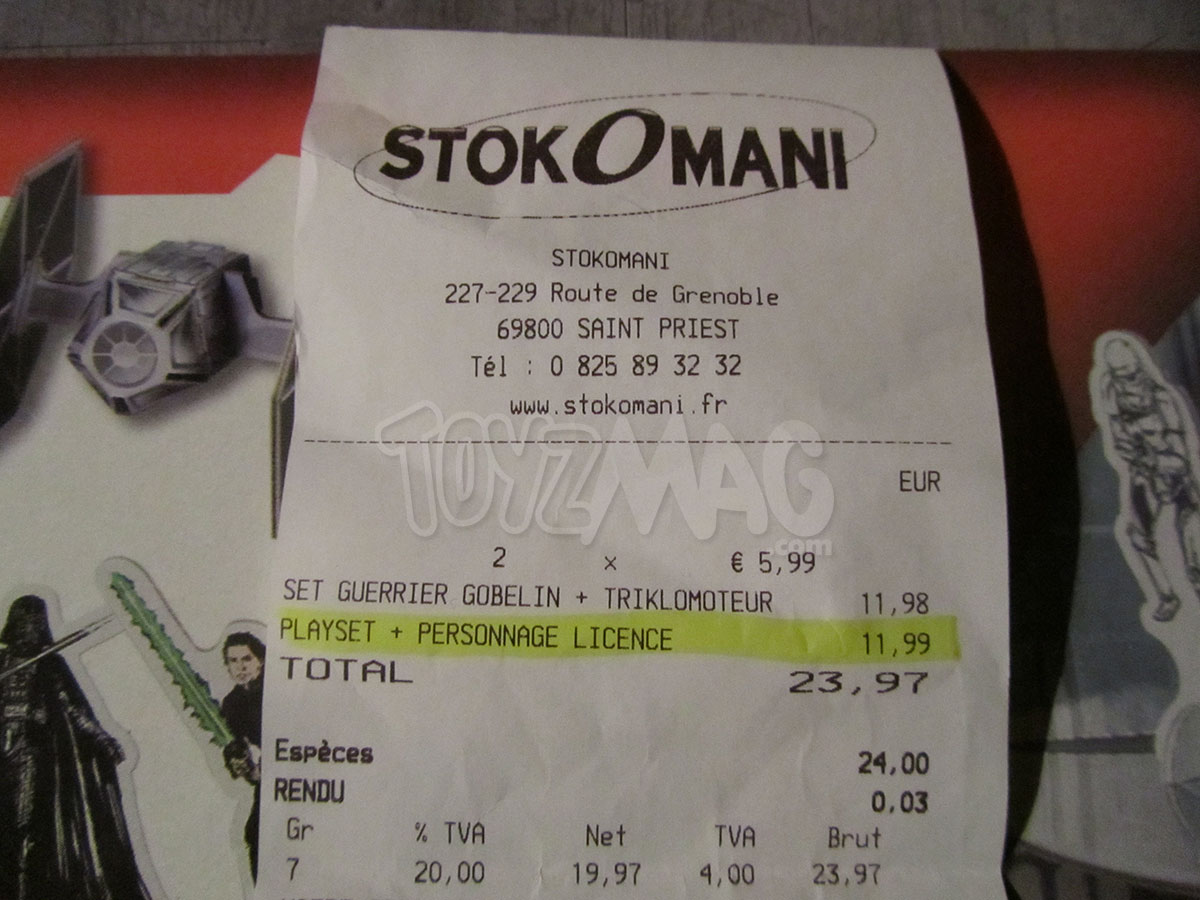 STOKOMANI
STOKOMANI
227-229 Route de Grenoble
69800 SAINT PRIEST
Tél : 0 825 89 32 32
www.stokomani.fr
TOYZMAG
.com
EUR
2 x € 5,99
SET GUERRIER GOBELIN + TRIKLOMOTEUR 11,98
PLAYSET + PERSONNAGE LICENCE 11,99
TOTAL 23,97
Espèces 24,00
RENDU 0,03
Gr % TVA Net TVA Brut
7 20,00 19,97 4,00 23,97